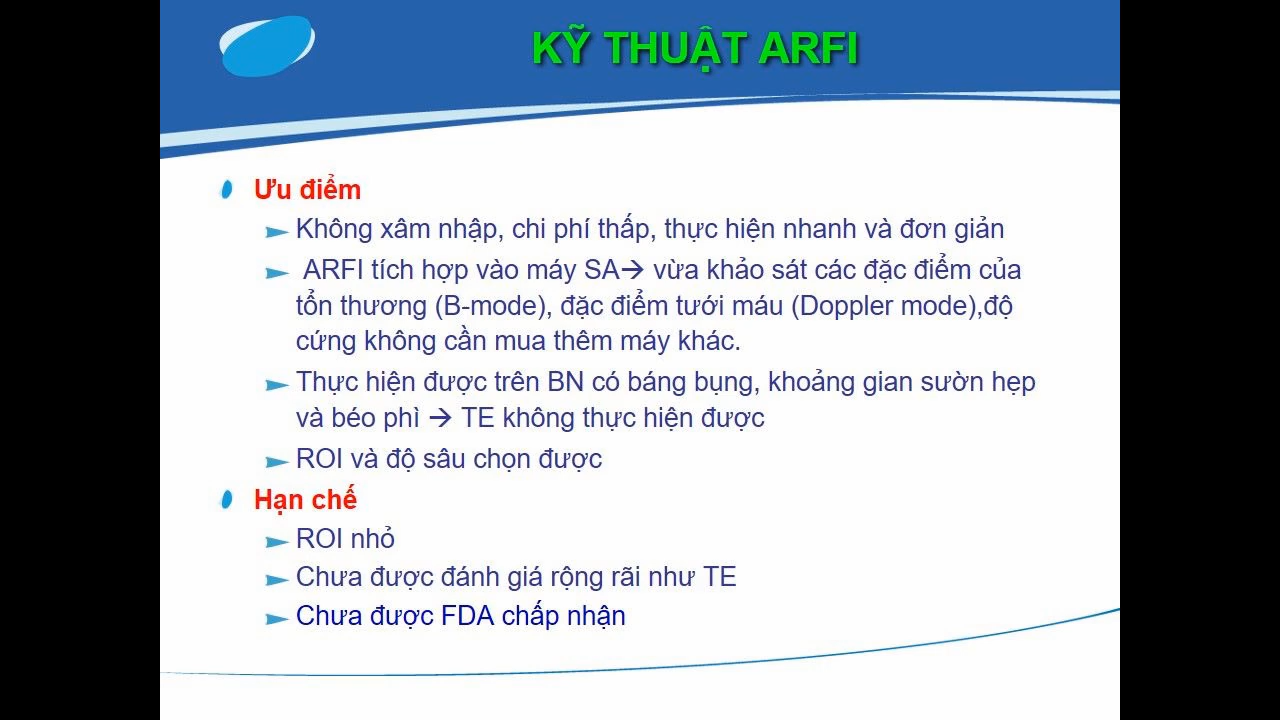 KỸ THUẬT ARFI
Ưu điểm
Không xâm nhập, chi phí thấp, thực hiện nhanh và đơn giản
ARFI tích hợp vào máy SA→ vừa khảo sát các đặc điểm của
tổn thương (B-mode), đặc điểm tưới máu (Doppler mode),độ
cứng không cần mua thêm máy khác.
Thực hiện được trên BN có báng bụng, khoảng gian sườn hẹp
và béo phì → TE không thực hiện được
ROI và độ sâu chọn được
Hạn chế
ROI nhỏ
Chưa được đánh giá rộng rãi như TE
Chưa được FDA chấp nhận